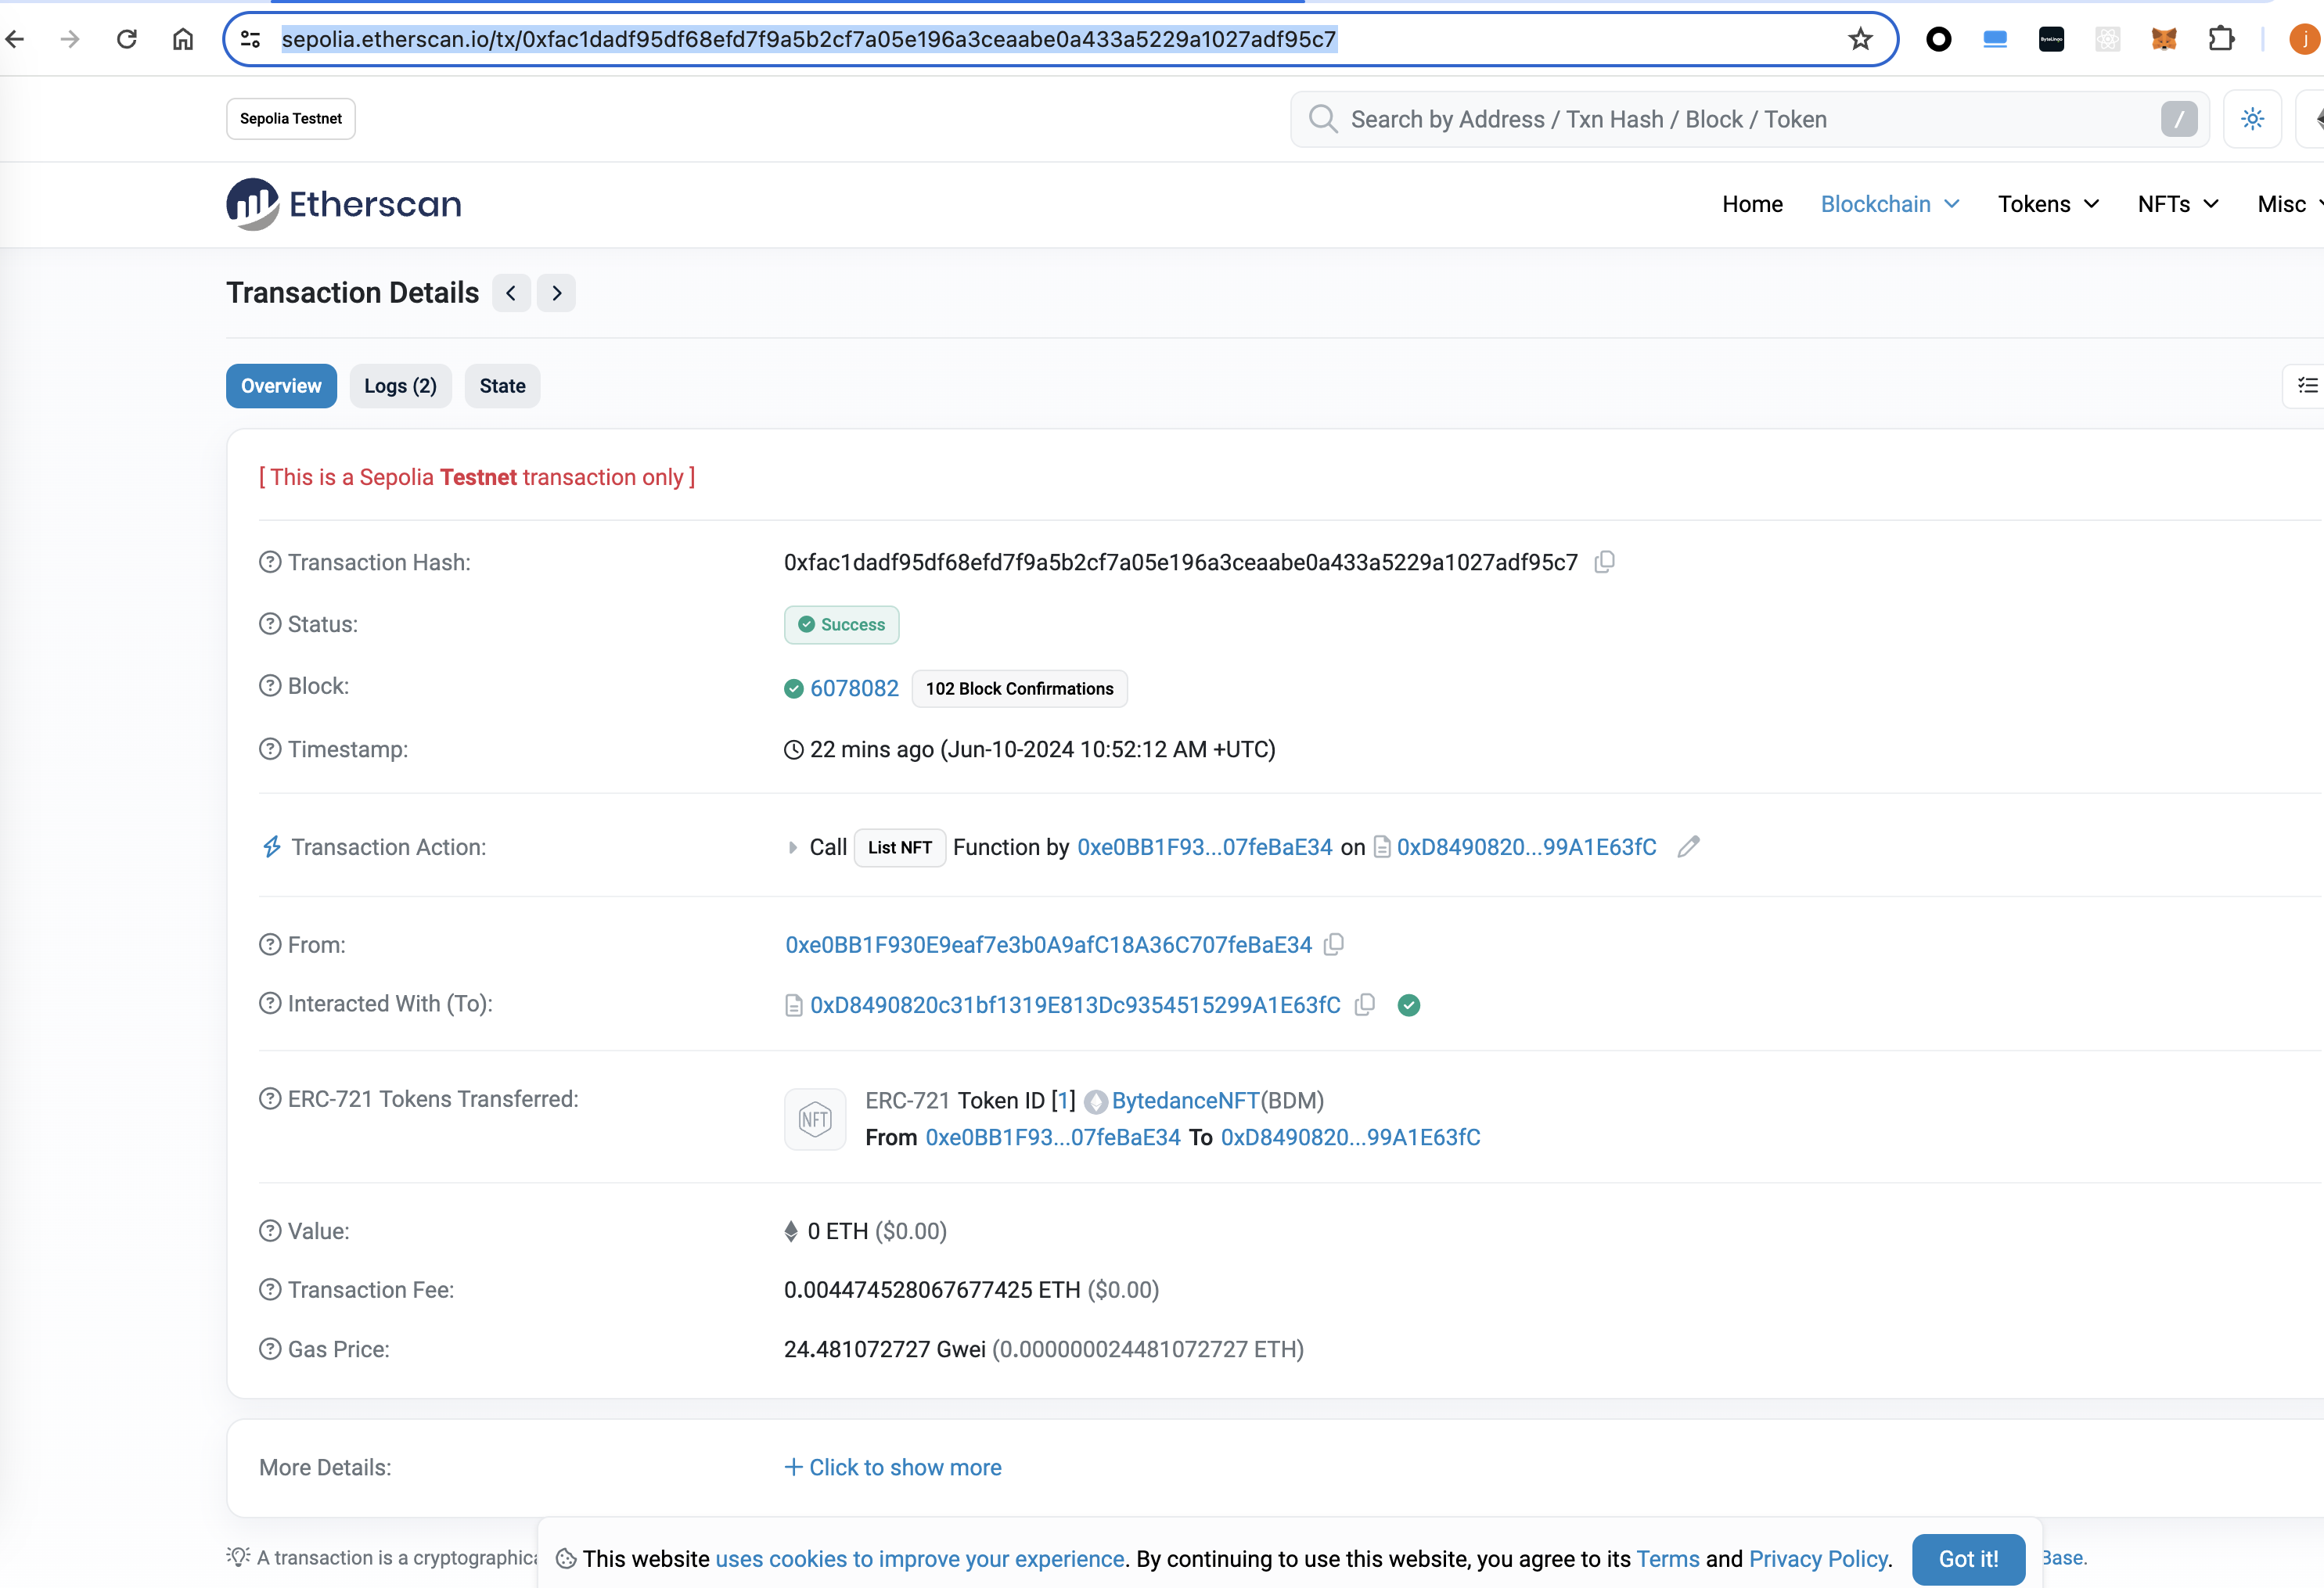 sepolia.etherscan.io/tx/0xfac1dadf95df68efd7f9a5b2cf7a05e196a3ceaabe0a433a5229a1027adf95c7
j
Sepolia Testnet
Search by Address / Txn Hash / Block / Token
/
Etherscan
Home Blockchain Tokens NFTs Misc
Transaction Details
Overview Logs (2) State
[ This is a Sepolia Testnet transaction only ]
Transaction Hash: 0xfac1dadf95df68efd7f9a5b2cf7a05e196a3ceaabe0a433a5229a1027adf95c7
Status: Success
Block: 6078082 102 Block Confirmations
Timestamp: 22 mins ago (Jun-10-2024 10:52:12 AM +UTC)
Transaction Action: Call List NFT Function by 0xe0BB1F93...07feBaE34 on 0xD8490820...99A1E63fC
From: 0xe0BB1F930E9eaf7e3b0A9afC18A36C707feBaE34
Interacted With (To): 0xD8490820c31bf1319E813Dc9354515299A1E63fC
ERC-721 Tokens Transferred: NFT ERC-721 Token ID [1] BytedanceNFT(BDM)
From 0xe0BB1F93...07feBaE34 To 0xD8490820...99A1E63fC
Value: 0 ETH ($0.00)
Transaction Fee: 0.004474528067677425 ETH ($0.00)
Gas Price: 24.481072727 Gwei (0.000000024481072727 ETH)
More Details: + Click to show more
A transaction is a cryptographica This website uses cookies to improve your experience. By continuing to use this website, you agree to its Terms and Privacy Policy. Got it! Base.